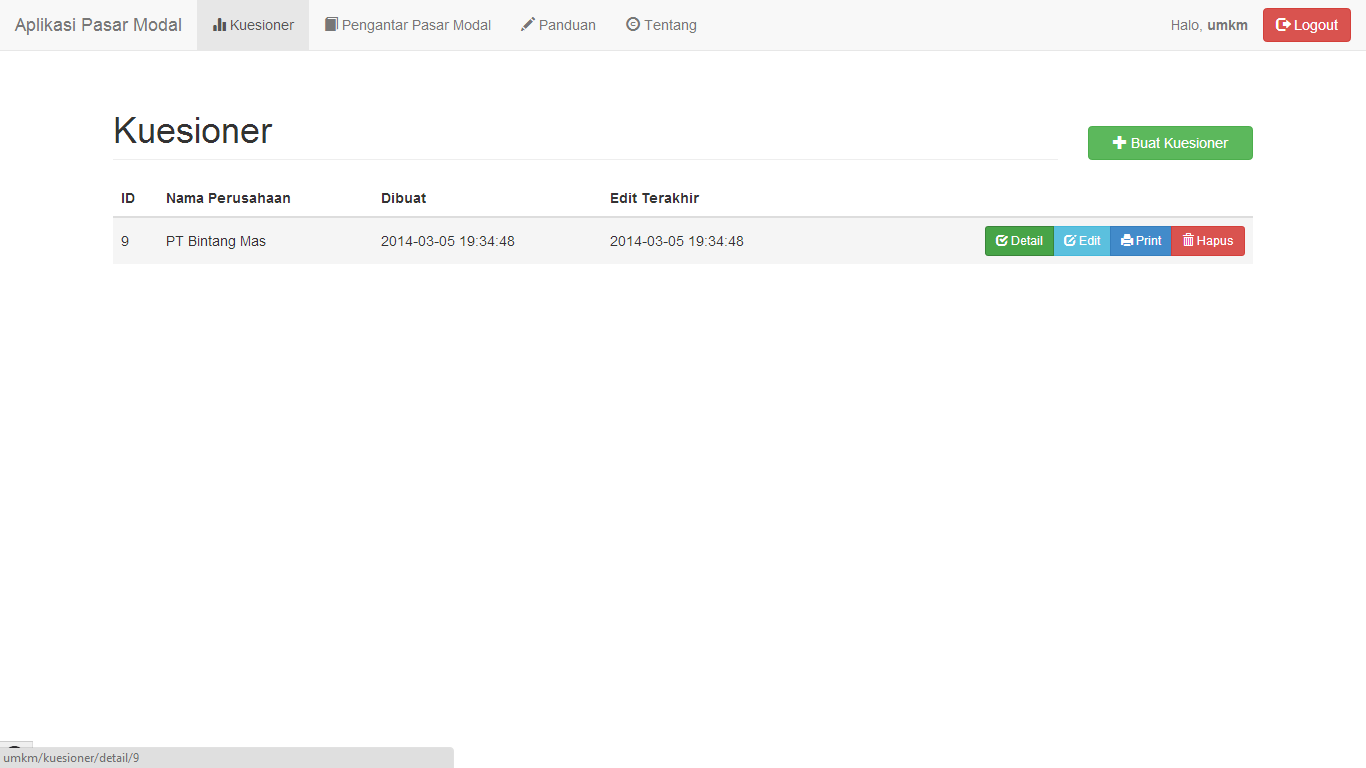 Aplikasi Pasar Modal Kuesioner Pengantar Pasar Modal Panduan Tentang Halo, umkm Logout
Kuesioner
Buat Kuesioner
ID Nama Perusahaan Dibuat Edit Terakhir
9 PT Bintang Mas 2014-03-05 19:34:48 2014-03-05 19:34:48 Detail Edit Print Hapus
umkm/kuesioner/detail/9